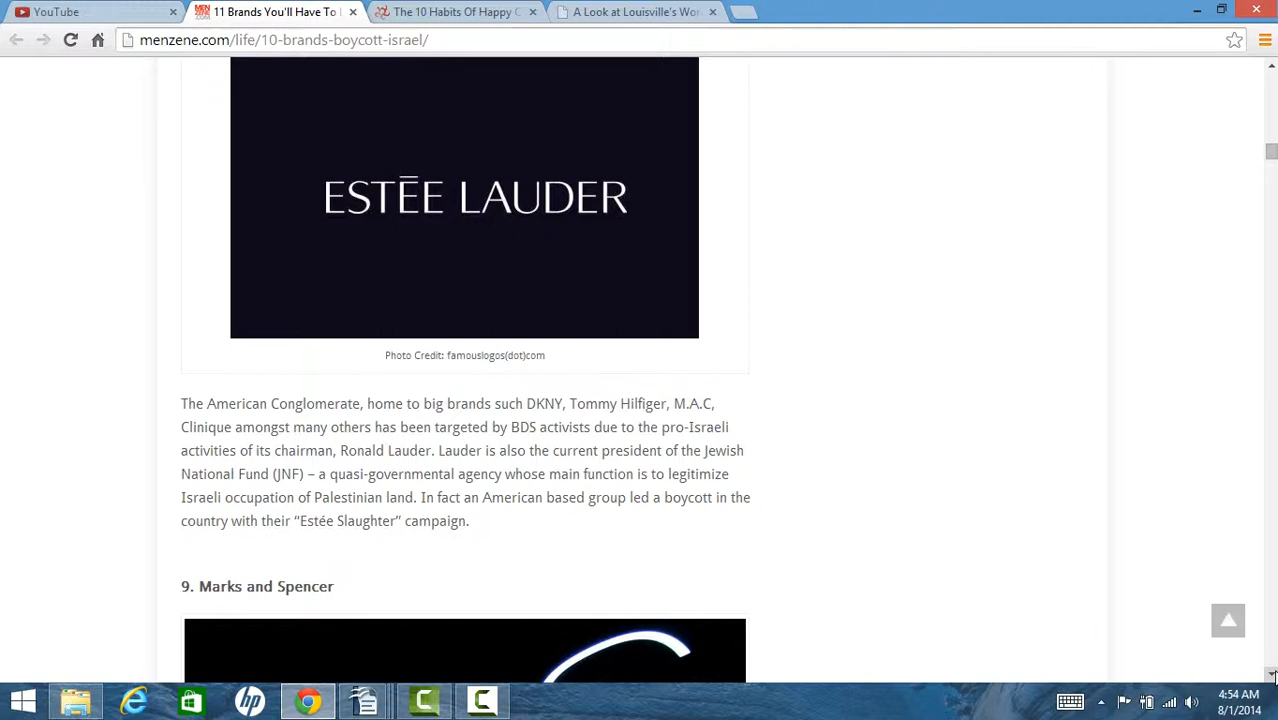 YouTube
11 Brands You'll Have To
The 10 Habits Of Happy C
A Look at Louisville's Wor
menzene.com/life/10-brands-boycott-israel/
ESTĒE LAUDER
Photo Credit: famouslogos(dot)com
The American Conglomerate, home to big brands such DKNY, Tommy Hilfiger, M.A.C,
Clinique amongst many others has been targeted by BDS activists due to the pro-Israeli
activities of its chairman, Ronald Lauder. Lauder is also the current president of the Jewish
National Fund (JNF) – a quasi-governmental agency whose main function is to legitimize
Israeli occupation of Palestinian land. In fact an American based group led a boycott in the
country with their “Estée Slaughter” campaign.
9. Marks and Spencer
4:54 AM
8/1/2014